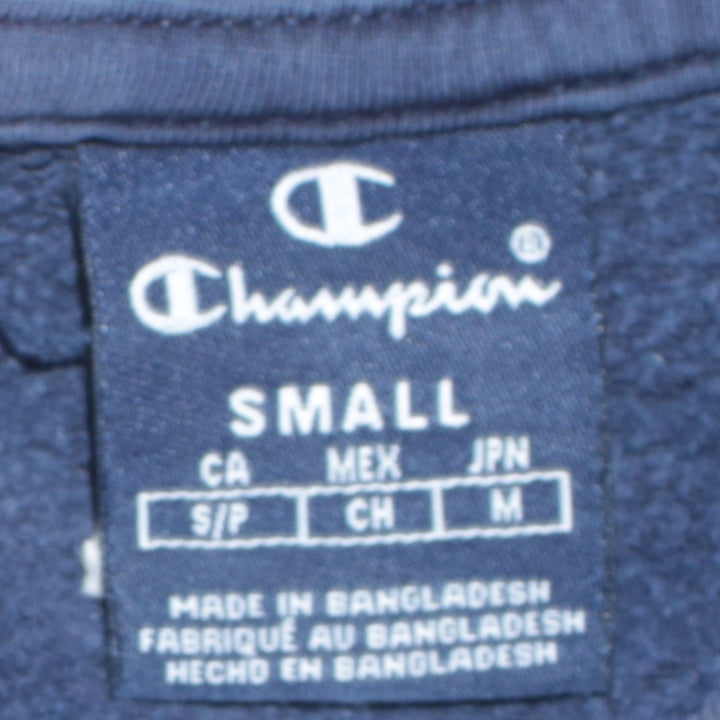 C
Champion®
SMALL
CA MEX JPN
S/P CH M
MADE IN BANGLADESH
FABRIQUÉ AU BANGLADESH
HECHO EN BANGLADESH